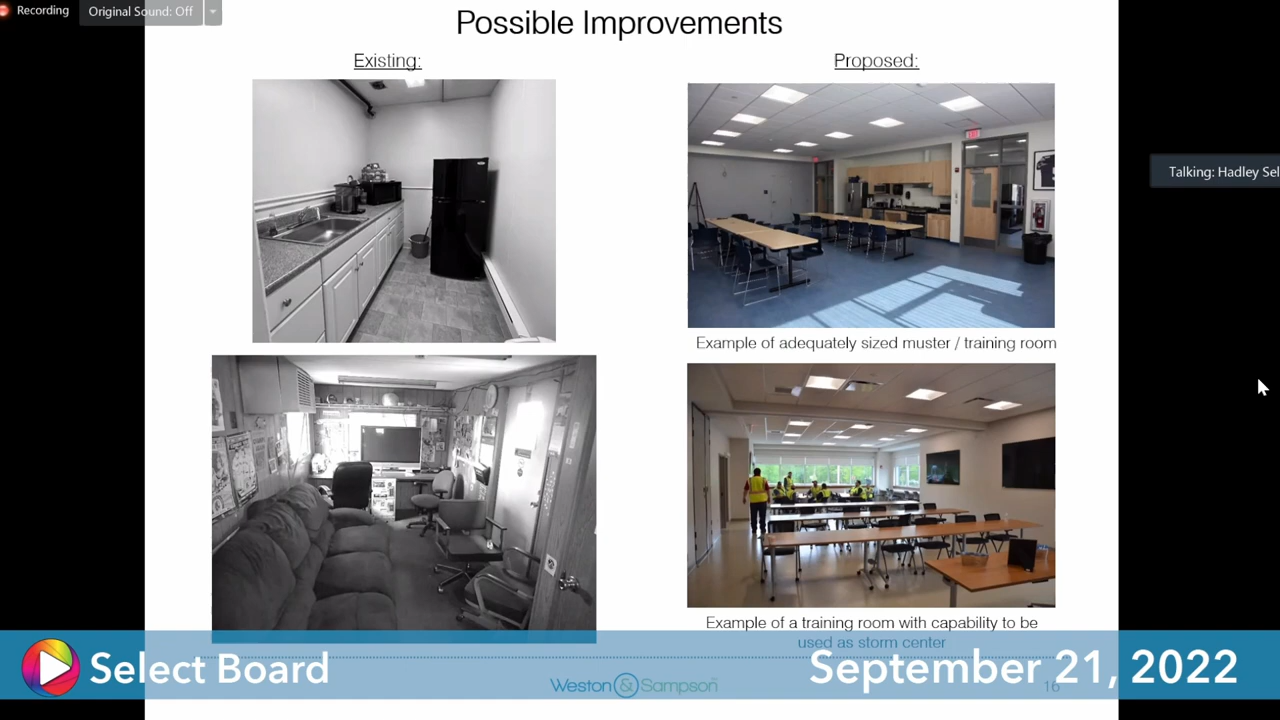 Recording
Original Sound: Off
Possible Improvements
Existing:
Proposed:
EXIT
Talking: Hadley Sel
Example of adequately sized muster / training room
Example of a training room with capability to be
used as storm center
Select Board
Weston & Sampson
September 21, 2022
16